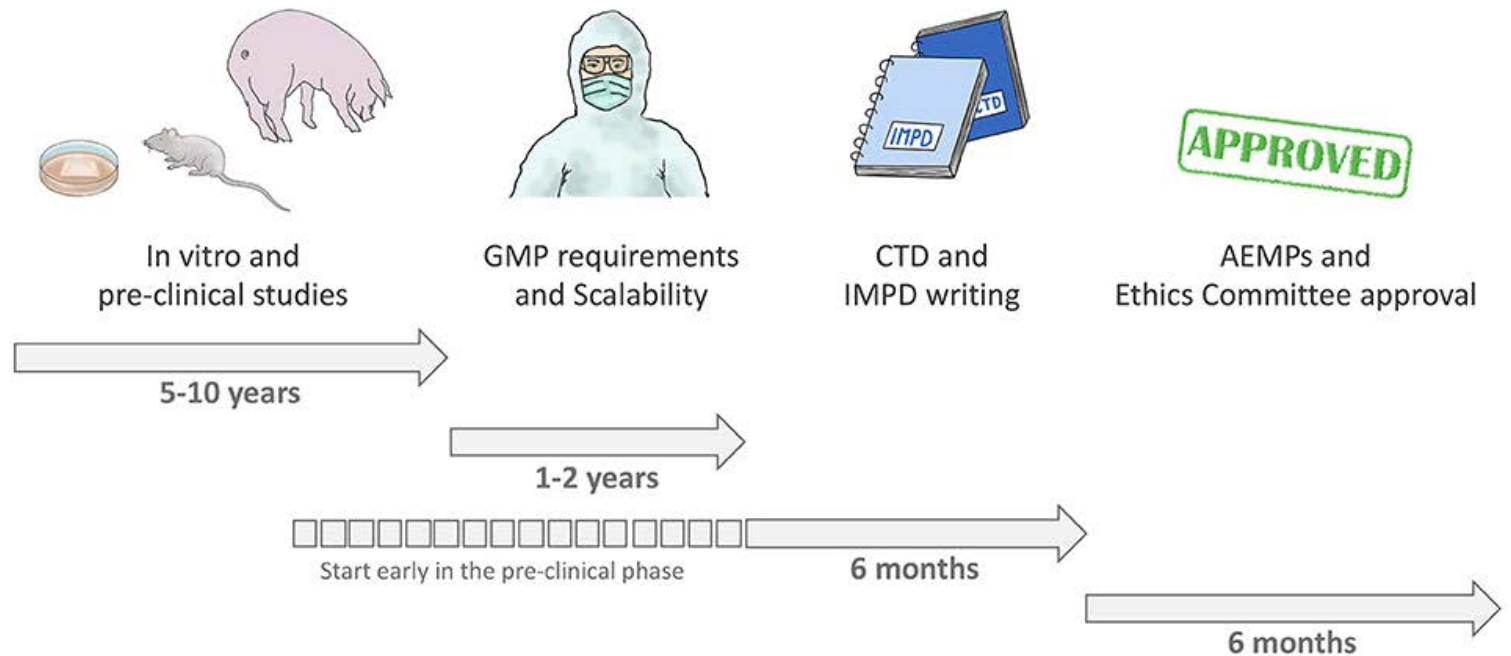 IMPD
CTD
APPROVED
In vitro and
pre-clinical studies
GMP requirements
and Scalability
CTD and
IMPD writing
AEMPs and
Ethics Committee approval
5-10 years
1-2 years
Start early in the pre-clinical phase
6 months
6 months